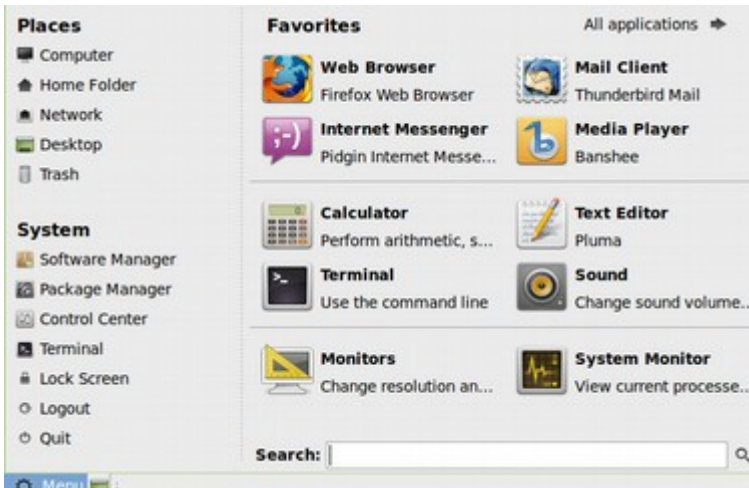 Places
Computer
Home Folder
Network
Desktop
Trash
System
Software Manager
Package Manager
Control Center
Terminal
Lock Screen
Logout
Quit
Favorites
All applications
Web Browser
Firefox Web Browser
Mail Client
Thunderbird Mail
Internet Messenger
Pidgin Internet Messe...
Media Player
Banshee
Calculator
Perform arithmetic, s...
Text Editor
Pluma
Terminal
Use the command line
Sound
Change sound volume...
Monitors
Change resolution an...
System Monitor
View current processe...
Search:
Menu